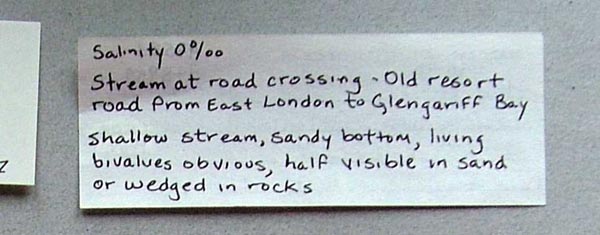 Salinity 0‰
Stream at road crossing - Old resort
road from East London to Glengariff Bay
shallow stream, sandy bottom, living
bivalves obvious, half visible in sand
or wedged in rocks